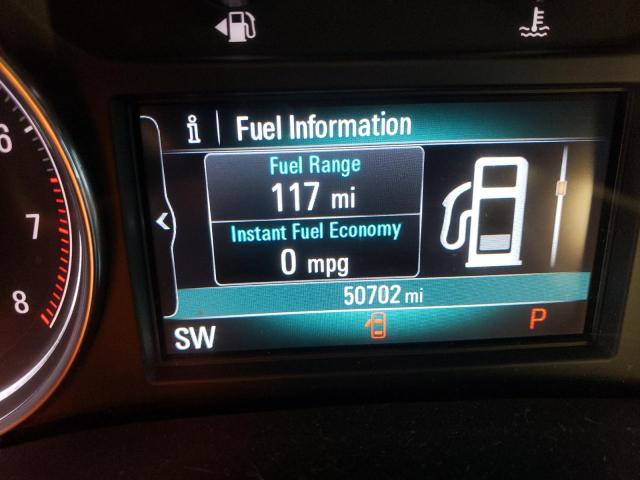 6
7
8
i | Fuel Information
Fuel Range
117 mi
Instant Fuel Economy
0 mpg
50702 mi
SW
P